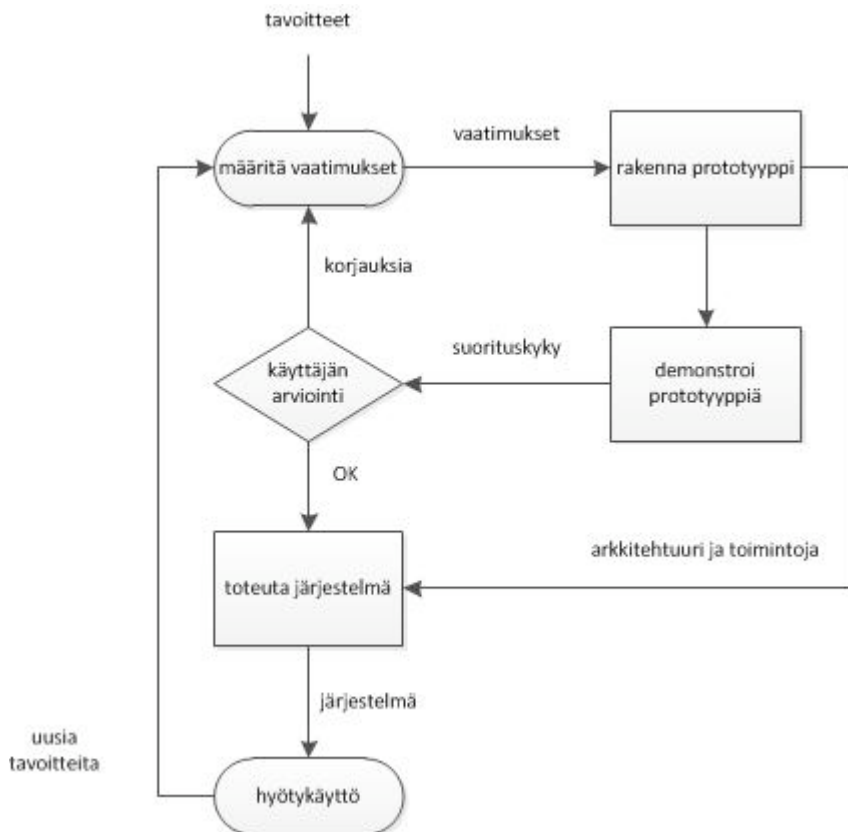 tavoitteet
vaatimukset
määritä vaatimukset
rakenna prototyyppi
korjauksia
suorituskyky
käyttäjän
arviointi
demonstroi
prototyyppiä
OK
arkkitehtuuri ja toimintoja
toteuta järjestelmä
järjestelmä
uusia
tavoitteita
hyötykäyttö